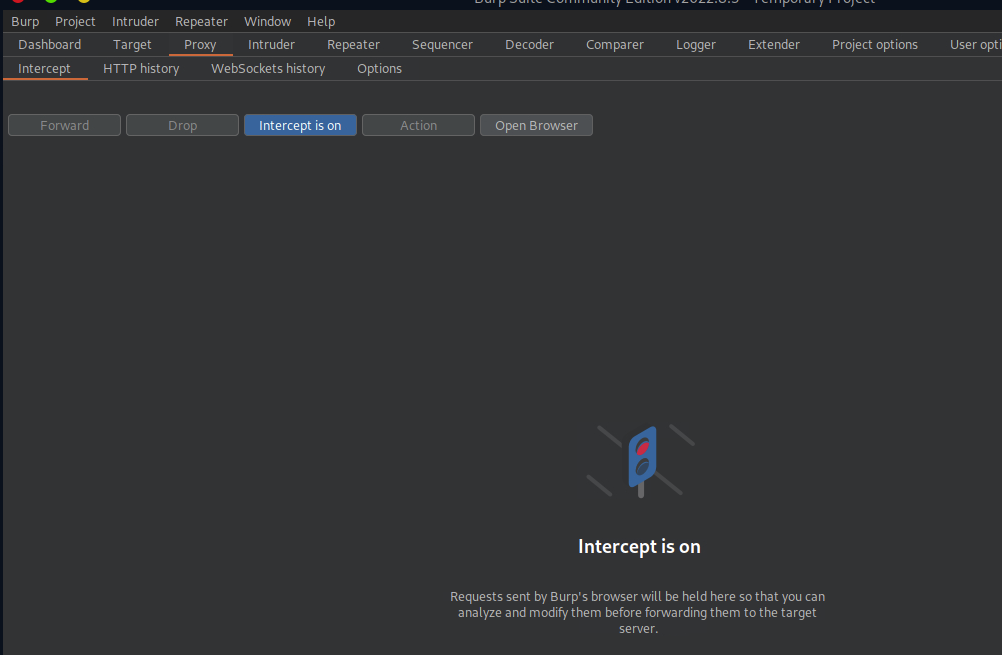 Burp Suite Community Edition v2022.8.5 - Temporary Project
Burp Project Intruder Repeater Window Help
Dashboard Target Proxy Intruder Repeater Sequencer Decoder Comparer Logger Extender Project options User opti
Intercept HTTP history WebSockets history Options
Forward Drop Intercept is on Action Open Browser
Intercept is on
Requests sent by Burp's browser will be held here so that you can
analyze and modify them before forwarding them to the target
server.